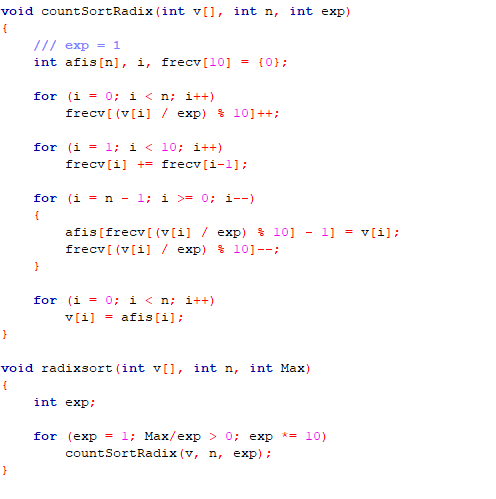 void countSortRadix(int v[], int n, int exp)
{
    /// exp = 1
    int afis[n], i, frecv[10] = {0};

    for (i = 0; i < n; i++)
        frecv[(v[i] / exp) % 10]++;

    for (i = 1; i < 10; i++)
        frecv[i] += frecv[i-1];

    for (i = n - 1; i >= 0; i--)
    {
        afis[frecv[(v[i] / exp) % 10] - 1] = v[i];
        frecv[(v[i] / exp) % 10]--;
    }

    for (i = 0; i < n; i++)
        v[i] = afis[i];
}

void radixsort(int v[], int n, int Max)
{
    int exp;

    for (exp = 1; Max/exp > 0; exp *= 10)
        countSortRadix(v, n, exp);
}